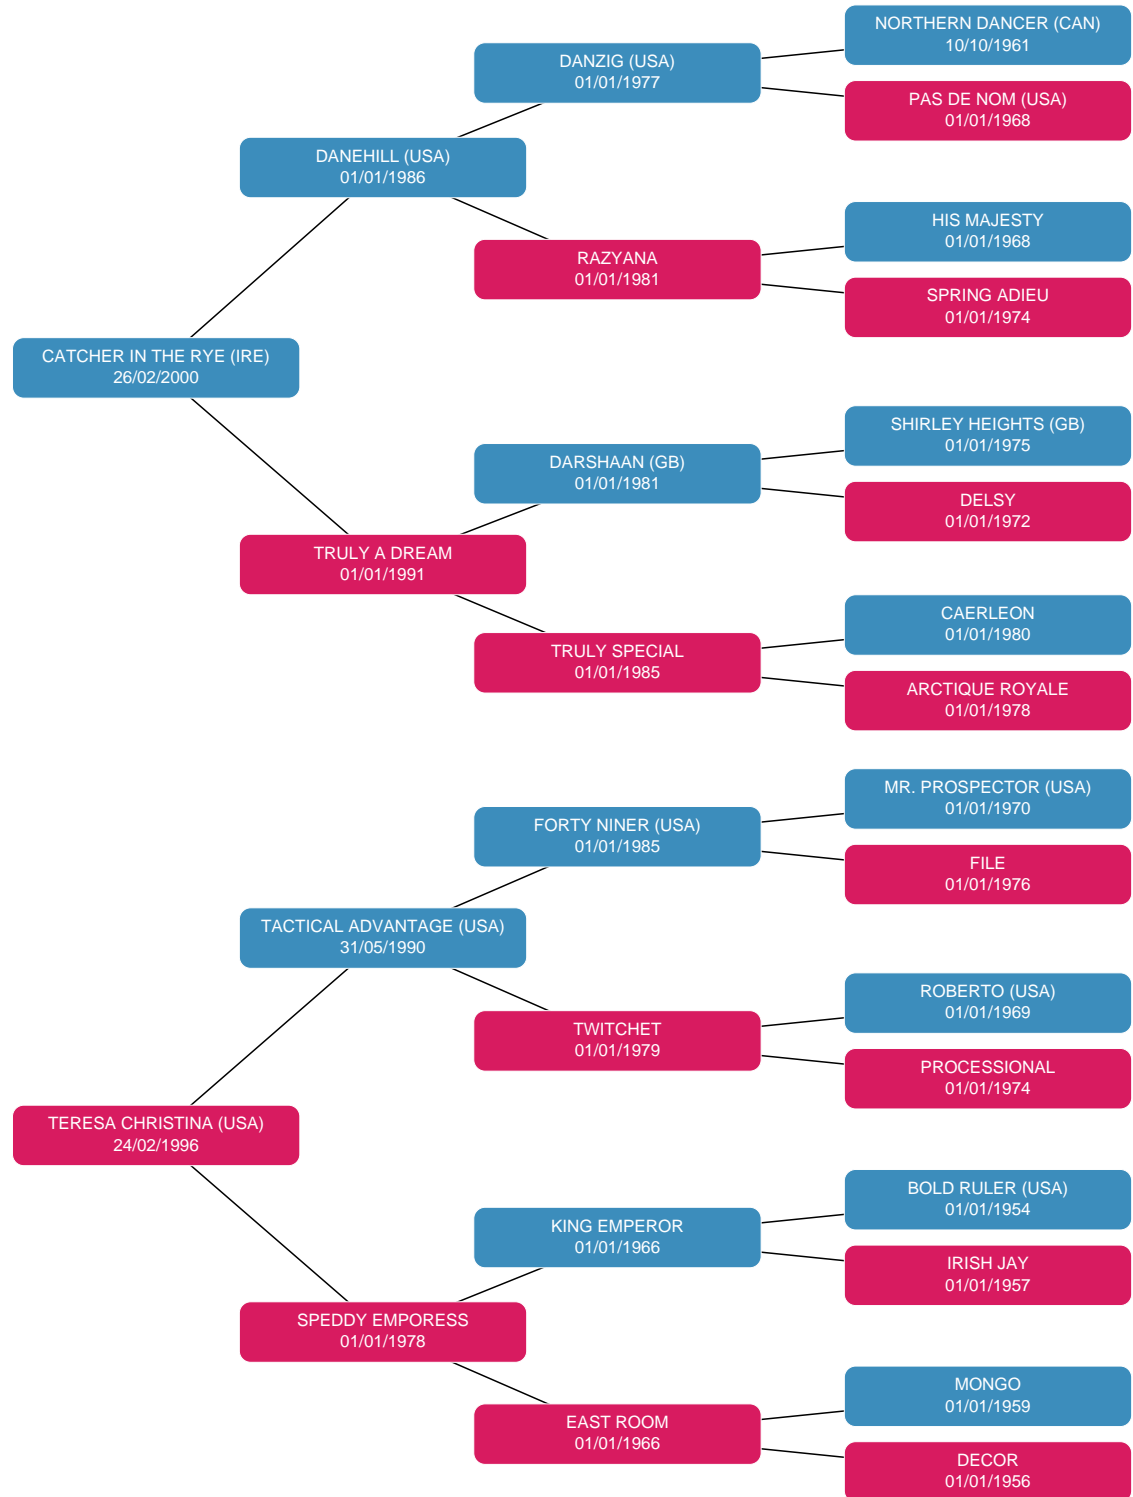 NORTHERN DANCER (CAN)
10/10/1961
DANZIG (USA)
01/01/1977
PAS DE NOM (USA)
01/01/1968
DANEHILL (USA)
01/01/1986
HIS MAJESTY
01/01/1968
RAZYANA
01/01/1981
SPRING ADIEU
01/01/1974
CATCHER IN THE RYE (IRE)
26/02/2000
SHIRLEY HEIGHTS (GB)
01/01/1975
DARSHAAN (GB)
01/01/1981
DELSY
01/01/1972
TRULY A DREAM
01/01/1991
CAERLEON
01/01/1980
TRULY SPECIAL
01/01/1985
ARCTIQUE ROYALE
01/01/1978
MR. PROSPECTOR (USA)
01/01/1970
FORTY NINER (USA)
01/01/1985
FILE
01/01/1976
TACTICAL ADVANTAGE (USA)
31/05/1990
ROBERTO (USA)
01/01/1969
TWITCHET
01/01/1979
PROCESSIONAL
01/01/1974
TERESA CHRISTINA (USA)
24/02/1996
BOLD RULER (USA)
01/01/1954
KING EMPEROR
01/01/1966
IRISH JAY
01/01/1957
SPEDDY EMPORESS
01/01/1978
MONGO
01/01/1959
EAST ROOM
01/01/1966
DECOR
01/01/1956